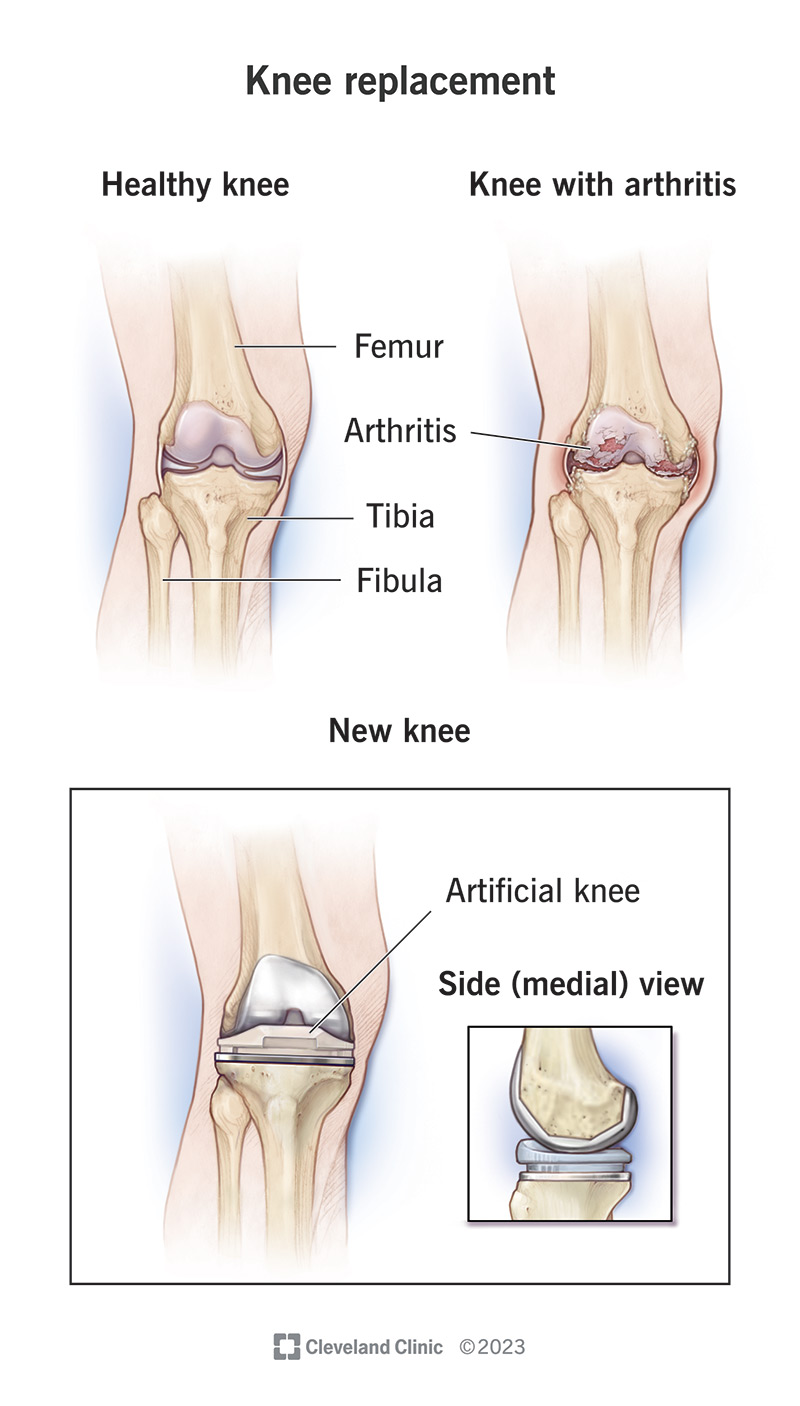 Knee replacement
Healthy knee
Knee with arthritis
Femur
Arthritis
Tibia
Fibula
New knee
Artificial knee
Side (medial) view
Cleveland Clinic ©2023